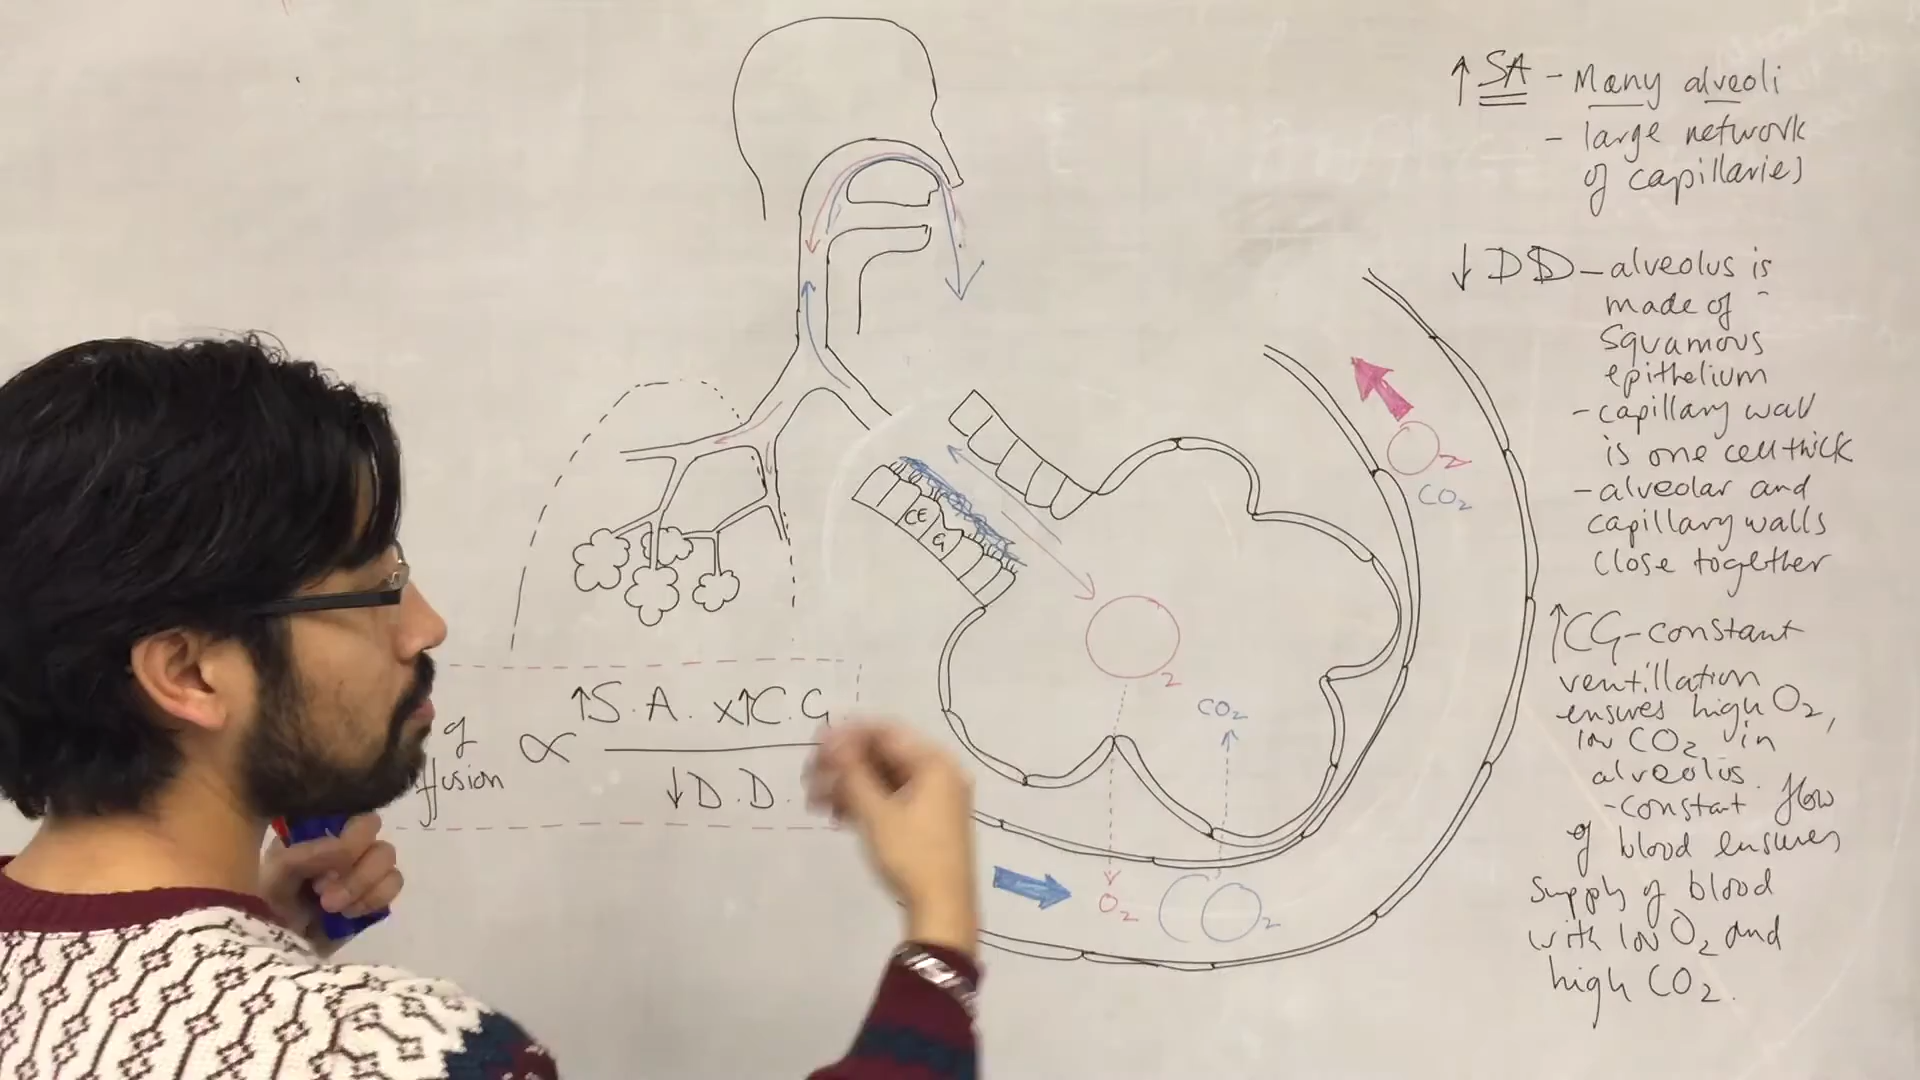 ↑ SA - Many alveoli
- large network
of capillaries
↓ DD - alveolus is
made of
squamous
epithelium
- capillary wall
is one cell thick
- alveolar and
capillary walls
close together
↑CG - constant
ventillation
ensures high O₂,
low CO₂ in
alveolus.
- constant flow
of blood ensures
supply of blood
with low O₂ and
high CO₂.
CE
G
O₂
CO₂
O₂
CO₂
O₂
CO₂
of
ffusion
∝
↑S.A. x↑C.G.
↓D.D.